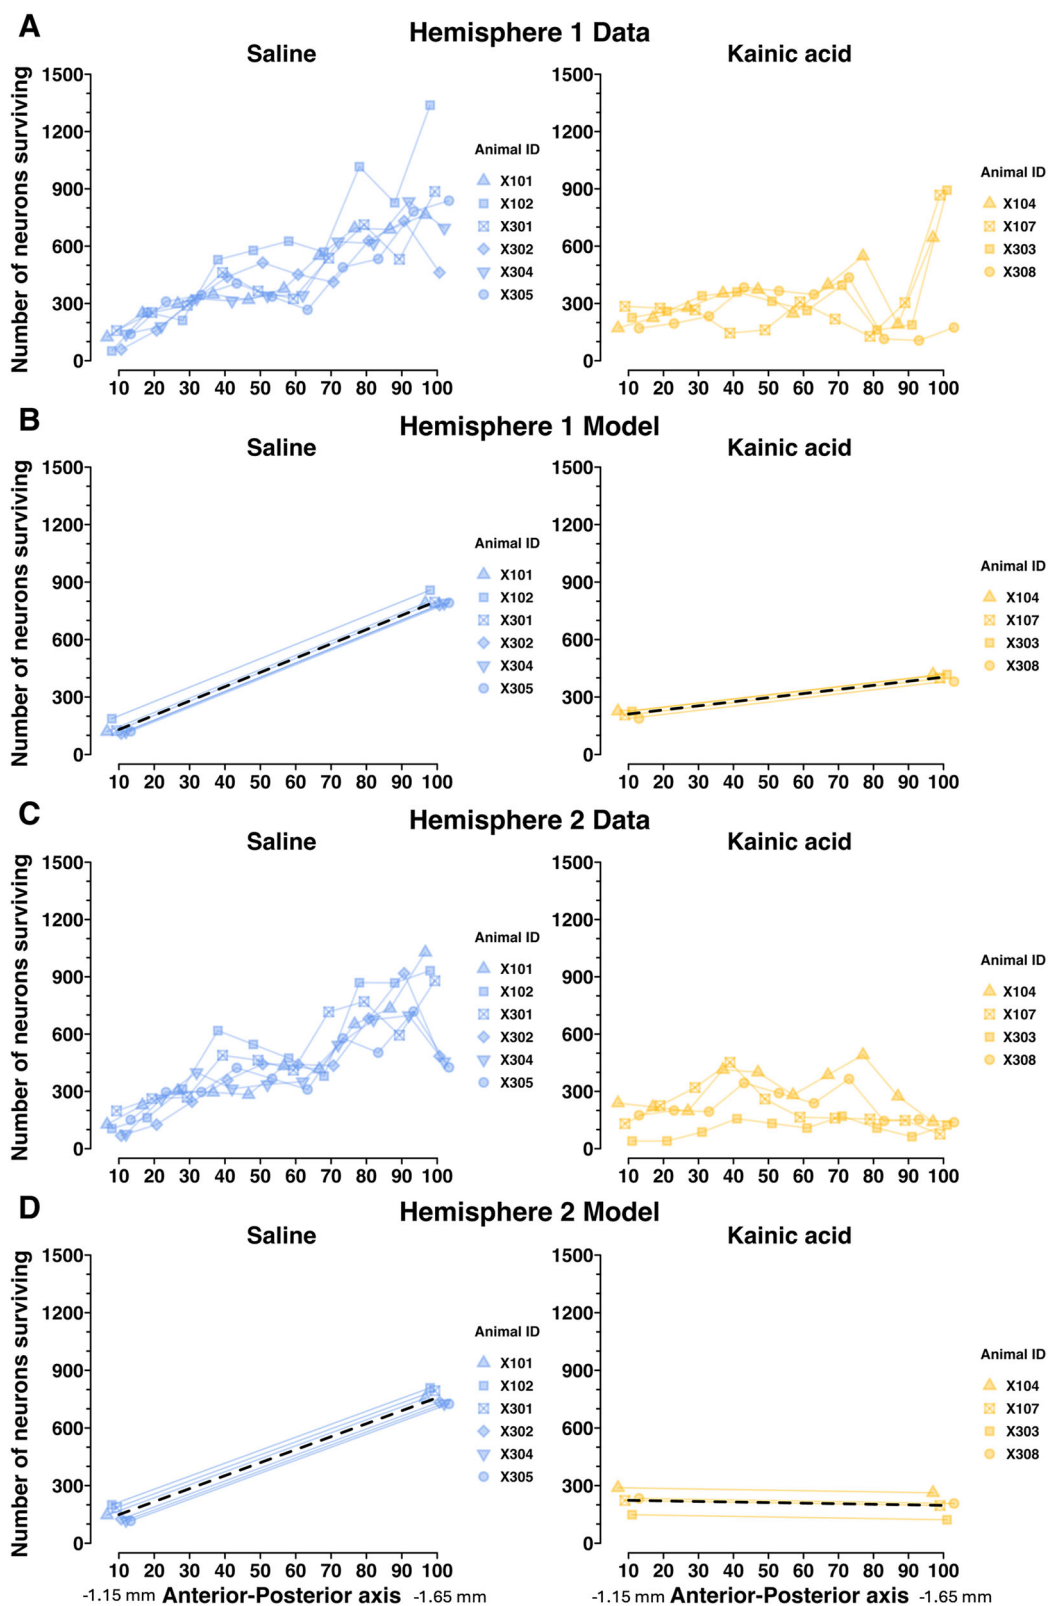 A
Hemisphere 1 Data
Saline
Kainic acid
Number of neurons surviving
1500
1200
900
600
300
0
10 20 30 40 50 60 70 80 90 100
Animal ID
X101
X102
X301
X302
X304
X305
1500
1200
900
600
300
0
10 20 30 40 50 60 70 80 90 100
Animal ID
X104
X107
X303
X308
B
Hemisphere 1 Model
Saline
Kainic acid
Number of neurons surviving
1500
1200
900
600
300
0
10 20 30 40 50 60 70 80 90 100
Animal ID
X101
X102
X301
X302
X304
X305
1500
1200
900
600
300
0
10 20 30 40 50 60 70 80 90 100
Animal ID
X104
X107
X303
X308
C
Hemisphere 2 Data
Saline
Kainic acid
Number of neurons surviving
1500
1200
900
600
300
0
10 20 30 40 50 60 70 80 90 100
Animal ID
X101
X102
X301
X302
X304
X305
1500
1200
900
600
300
0
10 20 30 40 50 60 70 80 90 100
Animal ID
X104
X107
X303
X308
D
Hemisphere 2 Model
Saline
Kainic acid
Number of neurons surviving
1500
1200
900
600
300
0
10 20 30 40 50 60 70 80 90 100
-1.15 mm Anterior-Posterior axis -1.65 mm
Animal ID
X101
X102
X301
X302
X304
X305
1500
1200
900
600
300
0
10 20 30 40 50 60 70 80 90 100
-1.15 mm Anterior-Posterior axis -1.65 mm
Animal ID
X104
X107
X303
X308